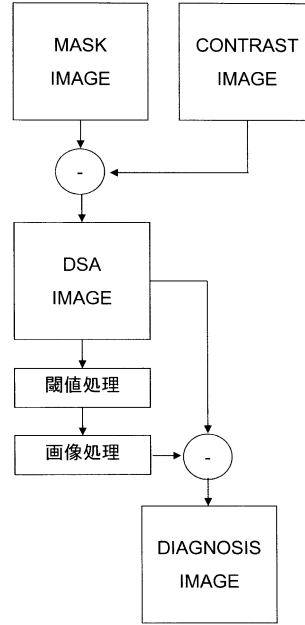 MASK
IMAGE
CONTRAST
IMAGE
-
DSA
IMAGE
閾値処理
画像処理
-
DIAGNOSIS
IMAGE